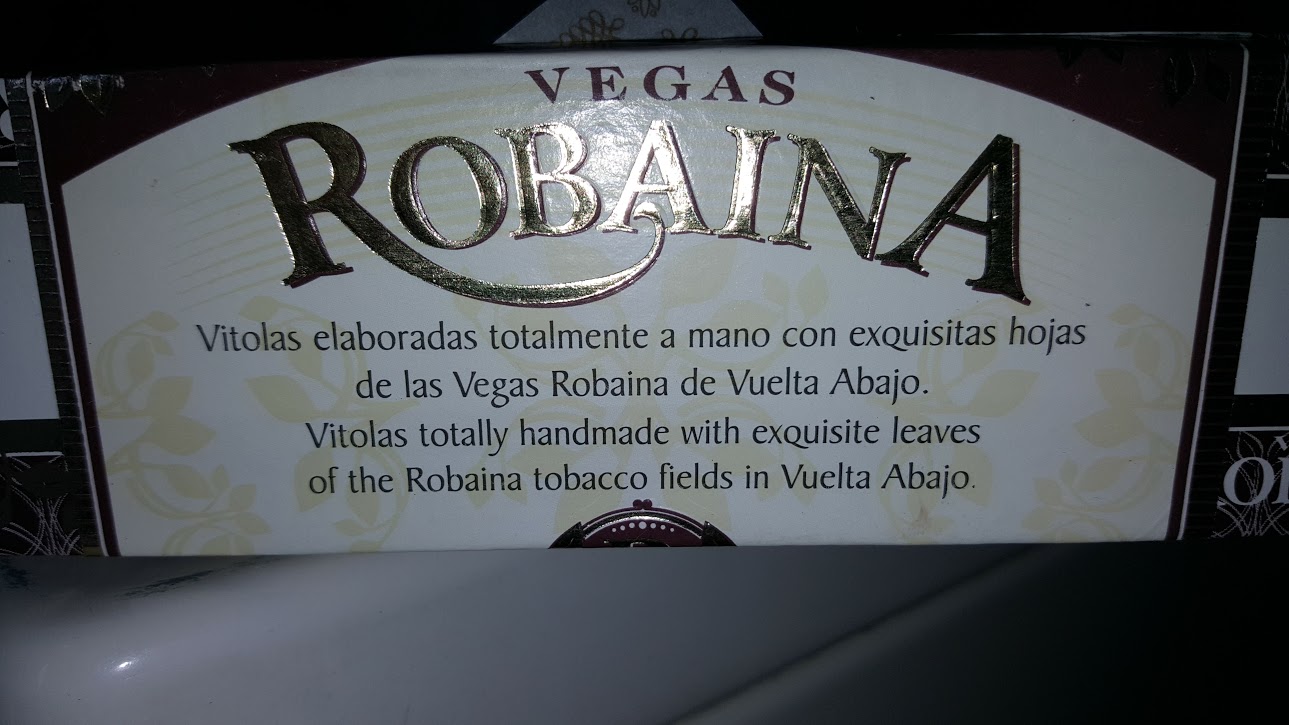 VEGAS
ROBAINA
Vitolas elaboradas totalmente a mano con exquisitas hojas
de las Vegas Robaina de Vuelta Abajo.
Vitolas totally handmade with exquisite leaves
of the Robaina tobacco fields in Vuelta Abajo.